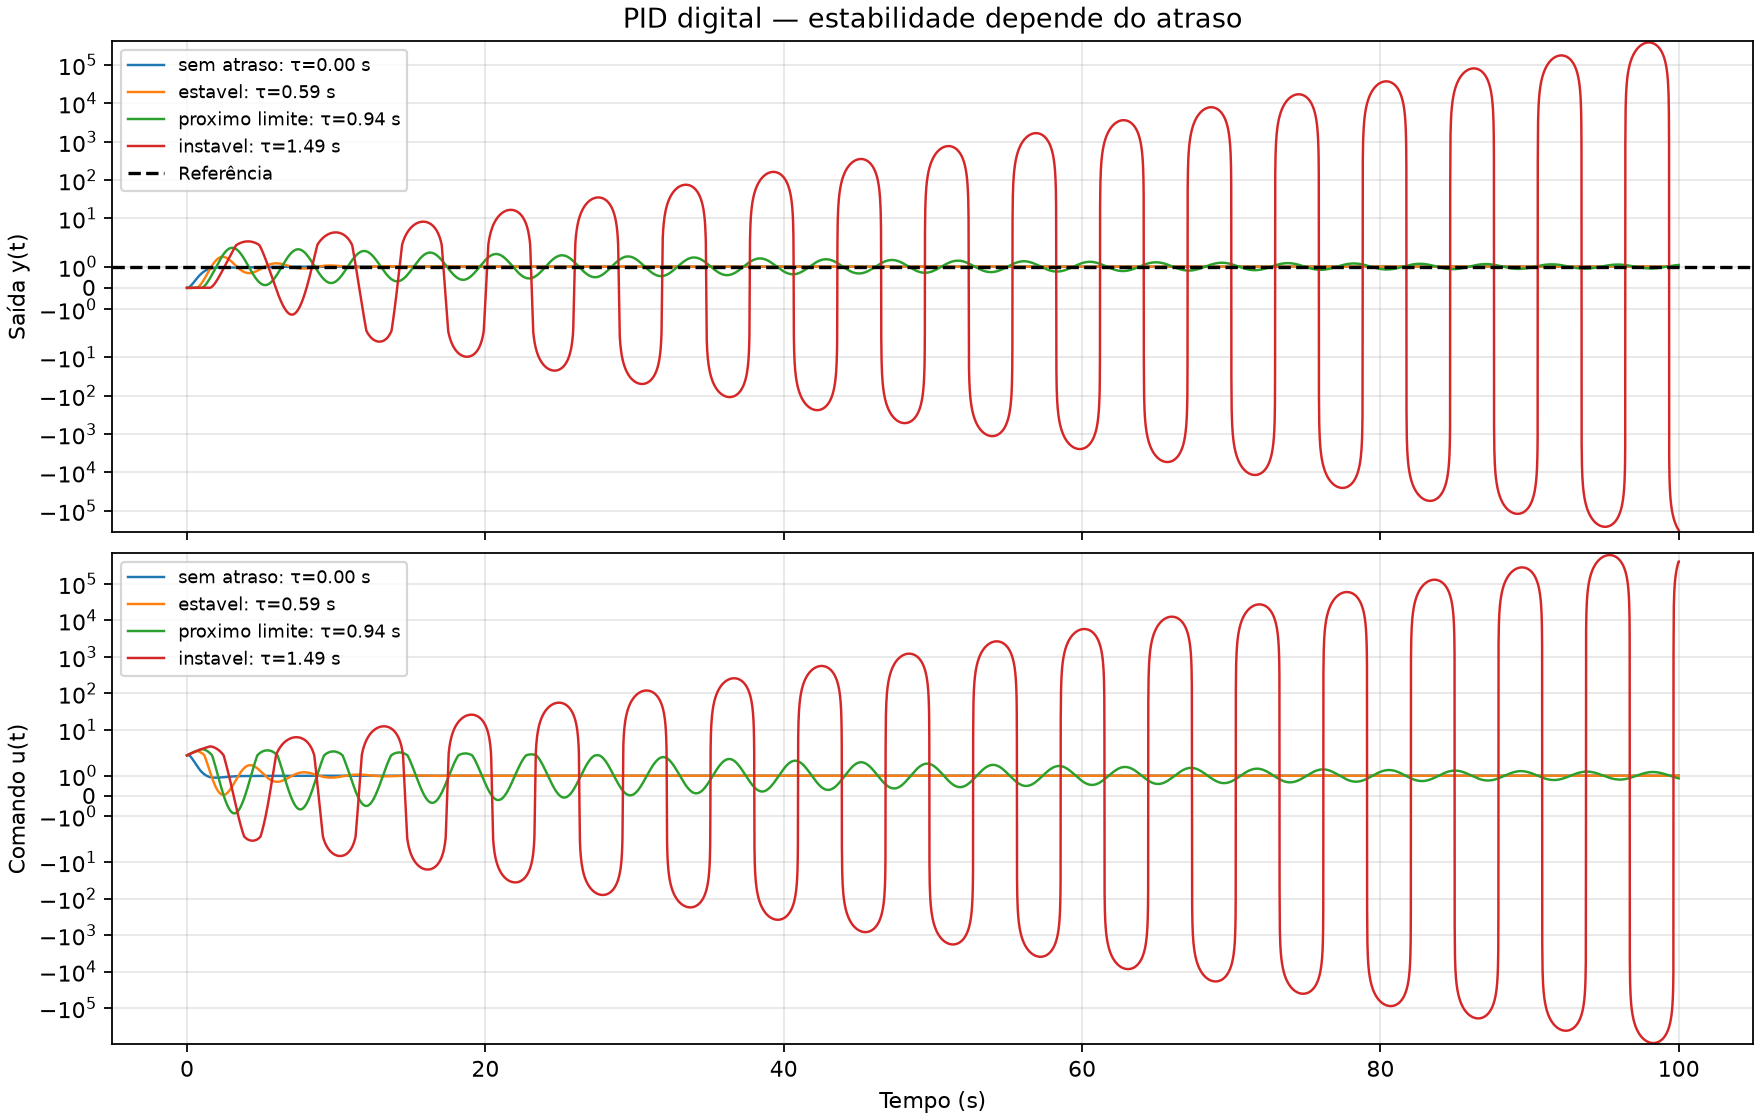 PID digital — estabilidade depende do atraso
Saída y(t)
10^5
10^4
10^3
10^2
10^1
10^0
0
−10^0
−10^1
−10^2
−10^3
−10^4
−10^5
sem atraso: τ=0.00 s
estavel: τ=0.59 s
proximo limite: τ=0.94 s
instavel: τ=1.49 s
Referência
Comando u(t)
10^5
10^4
10^3
10^2
10^1
10^0
0
−10^0
−10^1
−10^2
−10^3
−10^4
−10^5
sem atraso: τ=0.00 s
estavel: τ=0.59 s
proximo limite: τ=0.94 s
instavel: τ=1.49 s
0 20 40 60 80 100
Tempo (s)